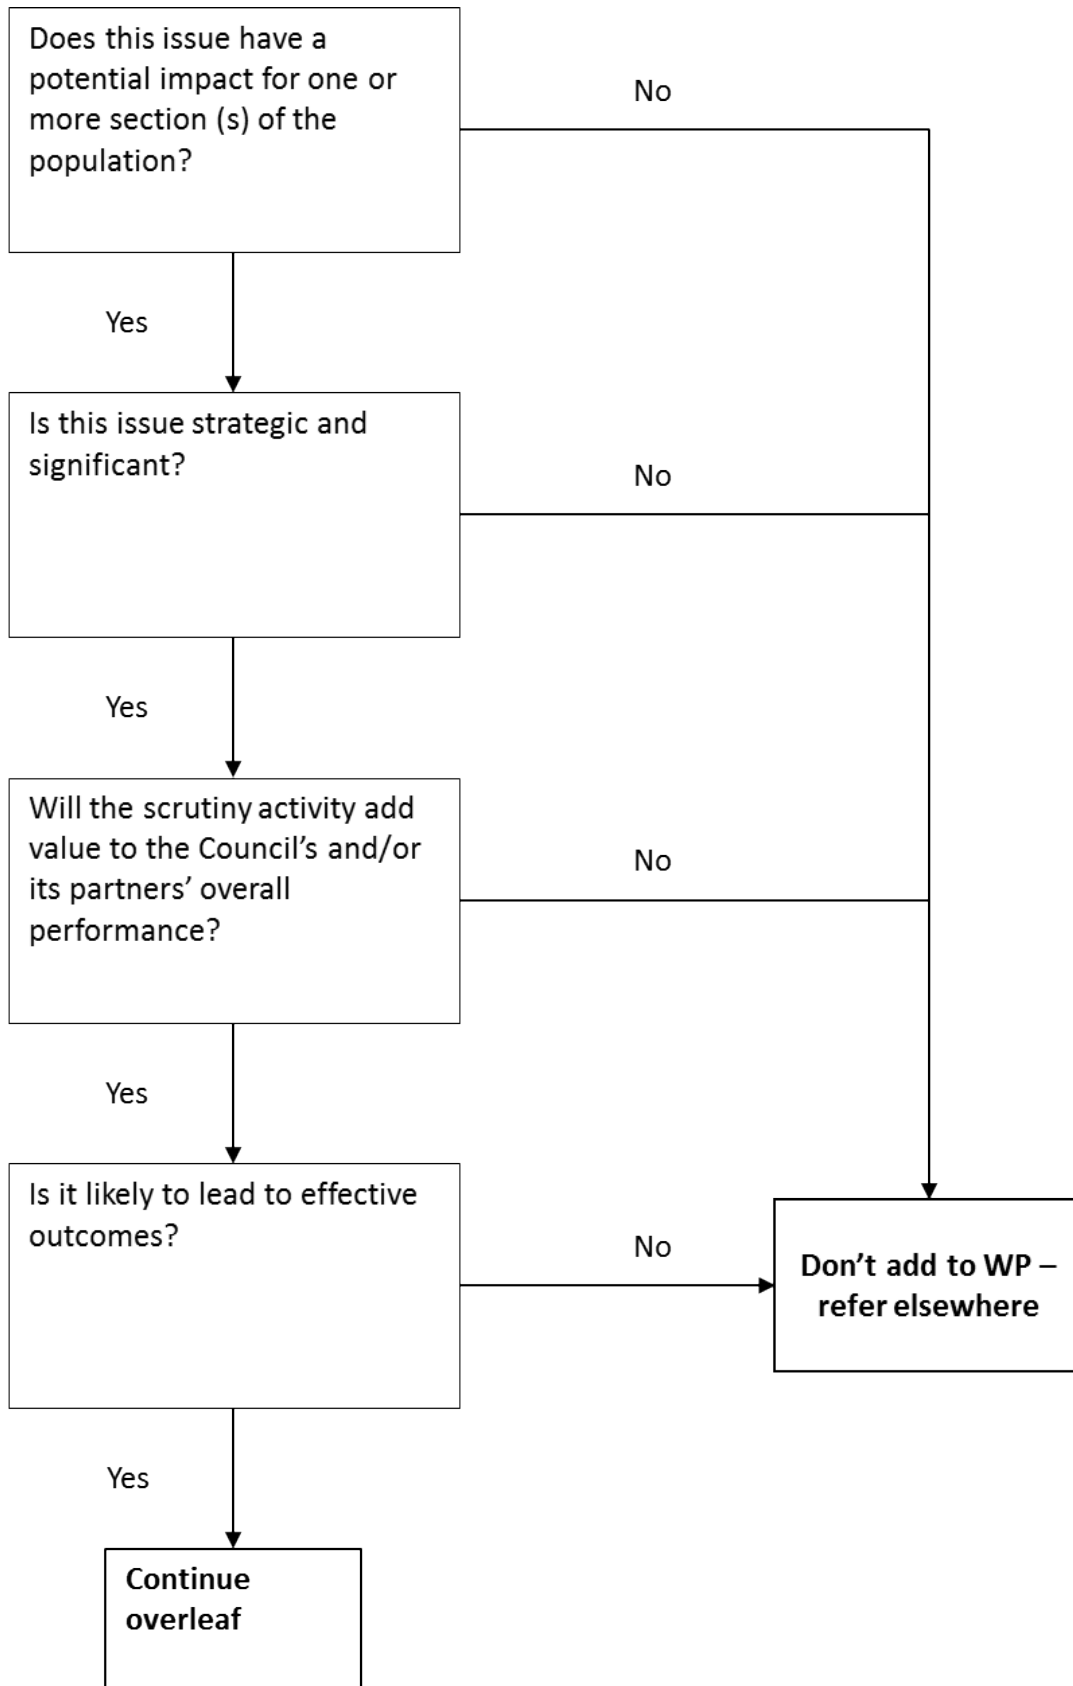 Does this issue have a
potential impact for one or
more section (s) of the
population?
No
Yes
Is this issue strategic and
significant?
No
Yes
Will the scrutiny activity add
value to the Council’s and/or
its partners’ overall
performance?
No
Yes
Is it likely to lead to effective
outcomes?
No
Don’t add to WP –
refer elsewhere
Yes
Continue
overleaf